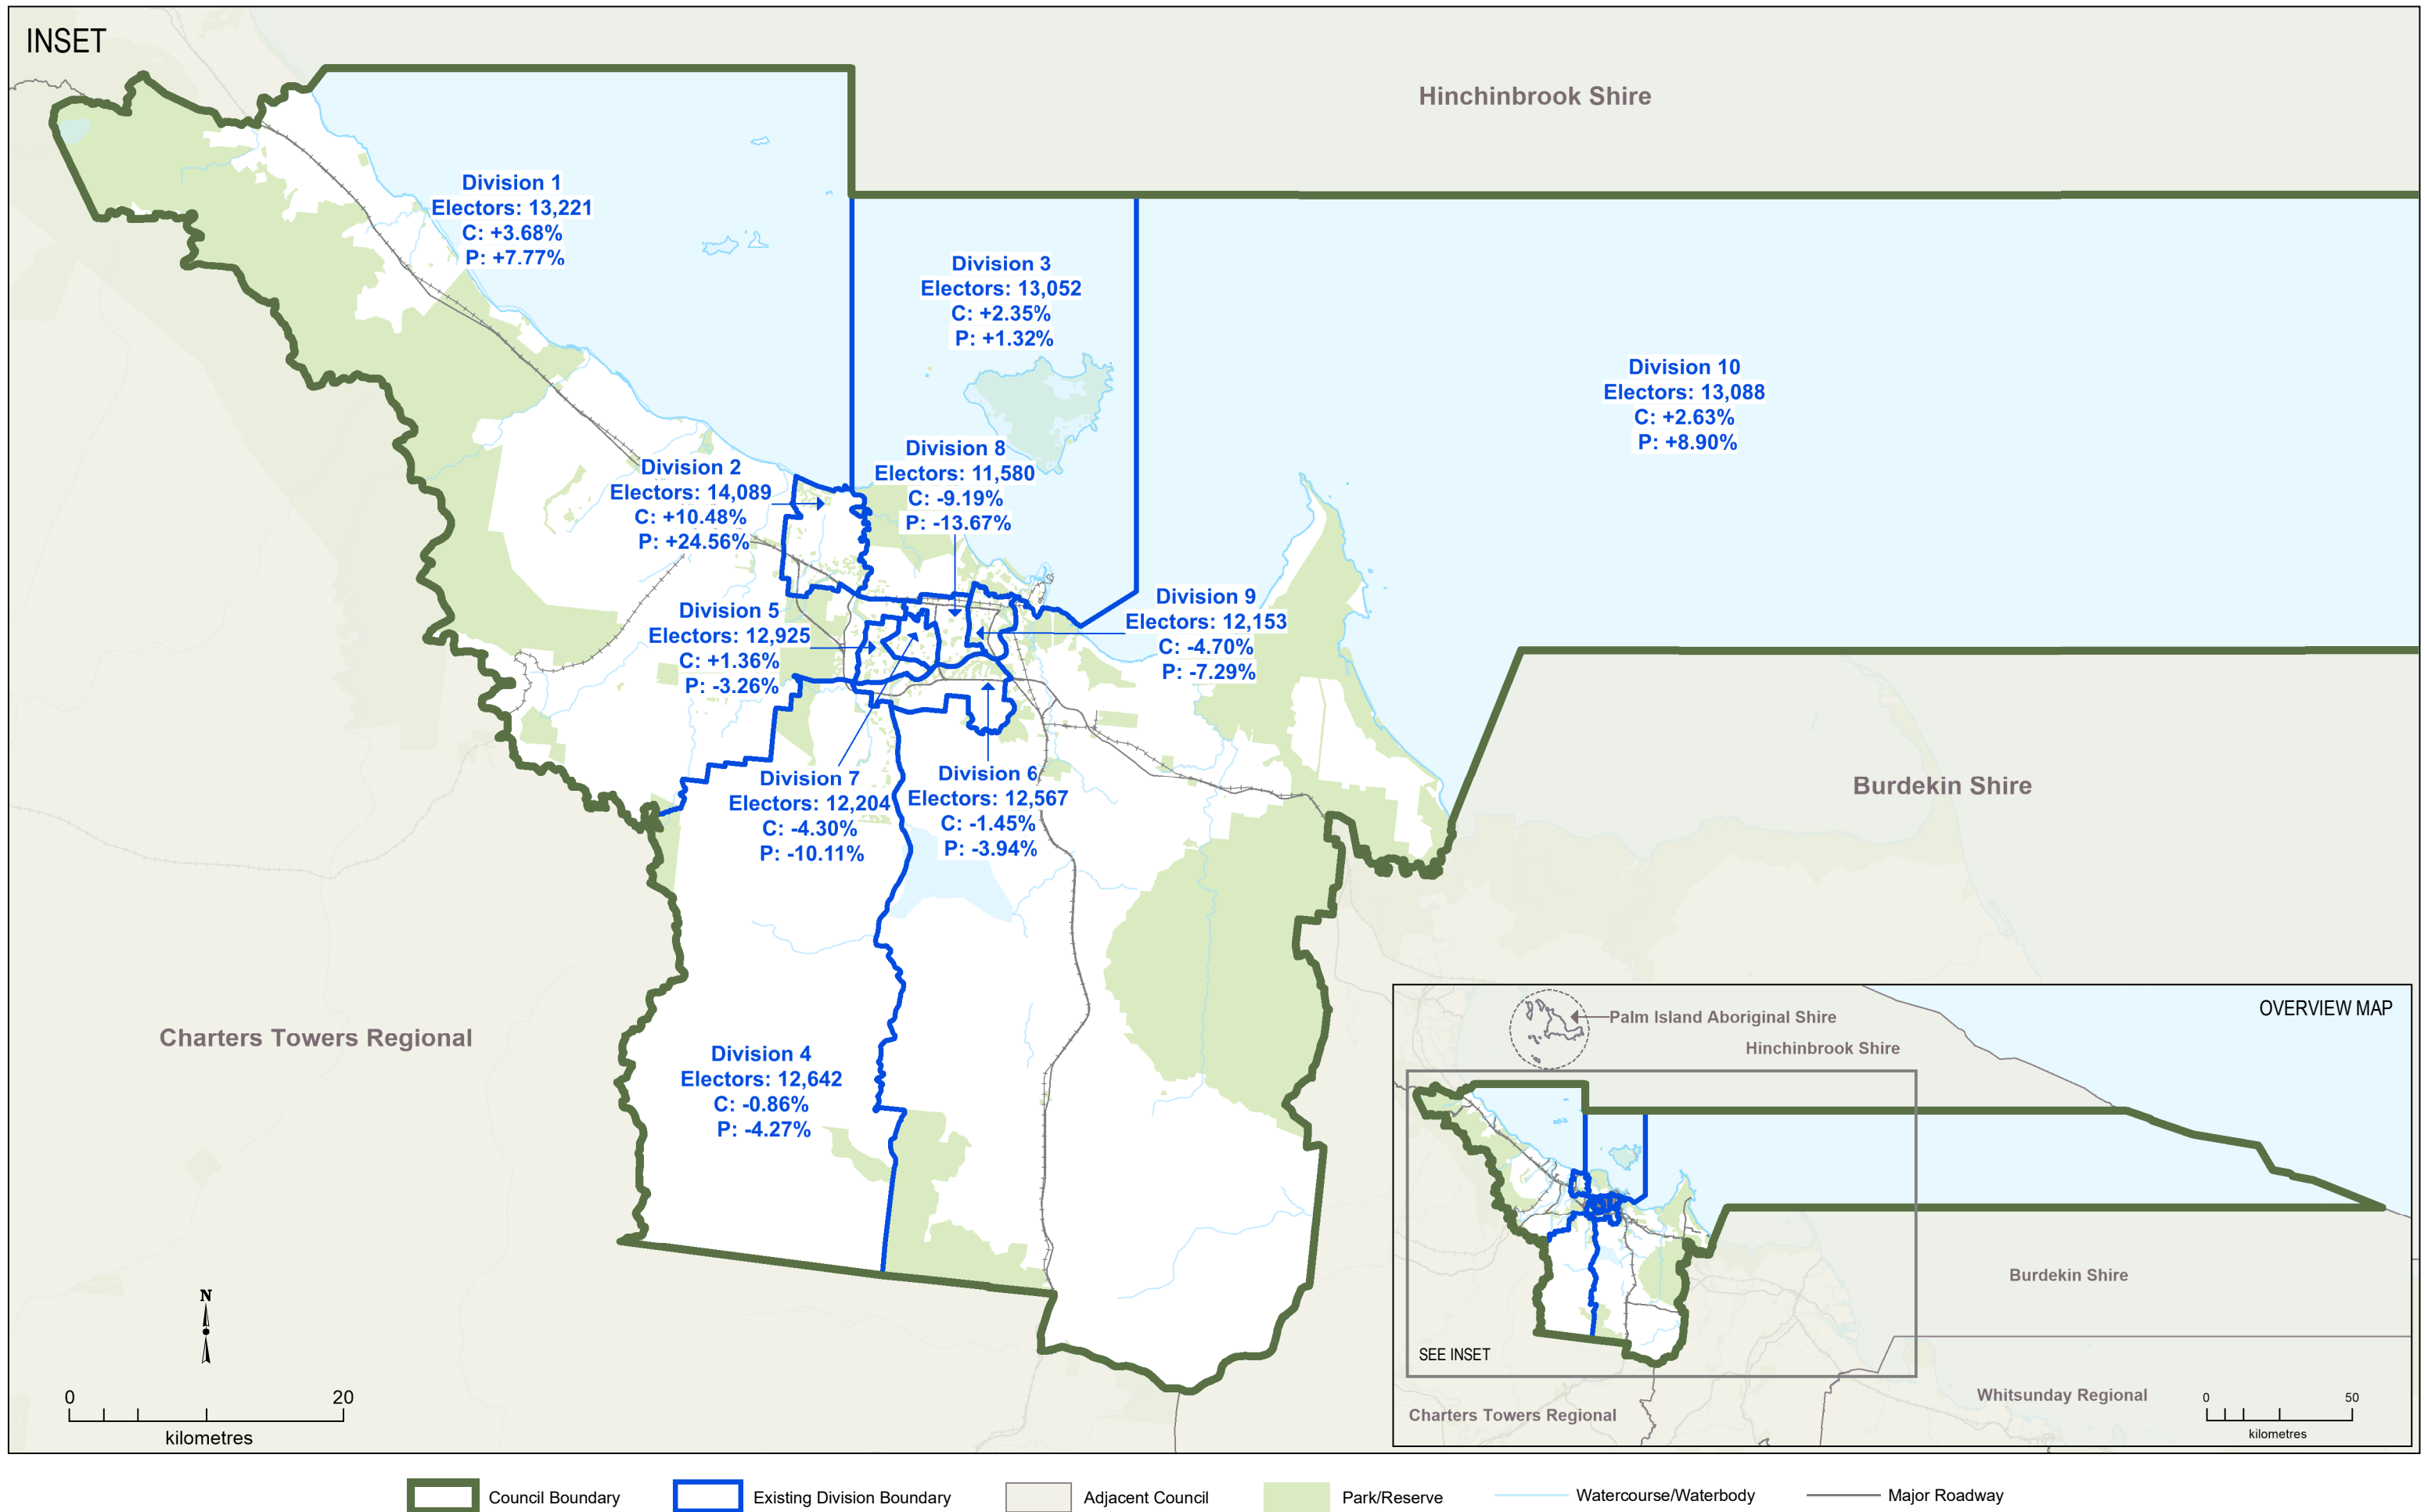 INSET
Hinchinbrook Shire
Division 1
Electors: 13,221
C: +3.68%
P: +7.77%
Division 3
Electors: 13,052
C: +2.35%
P: +1.32%
Division 10
Electors: 13,088
C: +2.63%
P: +8.90%
Division 8
Electors: 11,580
C: -9.19%
P: -13.67%
Division 2
Electors: 14,089
C: +10.48%
P: +24.56%
Division 9
Electors: 12,153
C: -4.70%
P: -7.29%
Division 5
Electors: 12,925
C: +1.36%
P: -3.26%
Division 7
Electors: 12,204
C: -4.30%
P: -10.11%
Division 6
Electors: 12,567
C: -1.45%
P: -3.94%
Burdekin Shire
Charters Towers Regional
Division 4
Electors: 12,642
C: -0.86%
P: -4.27%
N
0 20
kilometres
OVERVIEW MAP
Palm Island Aboriginal Shire
Hinchinbrook Shire
Burdekin Shire
SEE INSET
Whitsunday Regional
Charters Towers Regional
0 50
kilometres
Council Boundary
Existing Division Boundary
Adjacent Council
Park/Reserve
Watercourse/Waterbody
Major Roadway